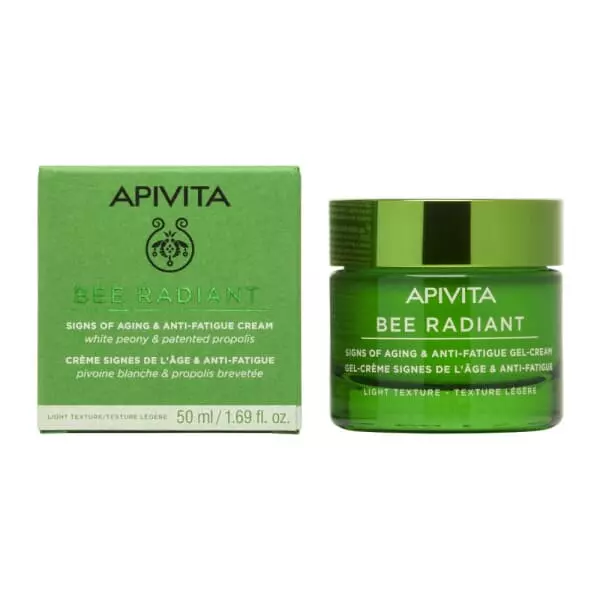 APIVITA
BEE RADIANT
SIGNS OF AGING & ANTI-FATIGUE CREAM
white peony & patented propolis
CRÈME SIGNES DE L'ÂGE & ANTI-FATIGUE
pivoine blanche & propolis brevetée
LIGHT TEXTURE/TEXTURE LÉGÈRE 50 ml / 1.69 fl. oz.
APIVITA
BEE RADIANT
SIGNS OF AGING & ANTI-FATIGUE GEL-CREAM
GEL-CRÈME SIGNES DE L'ÂGE & ANTI-FATIGUE
LIGHT TEXTURE - TEXTURE LÉGÈRE